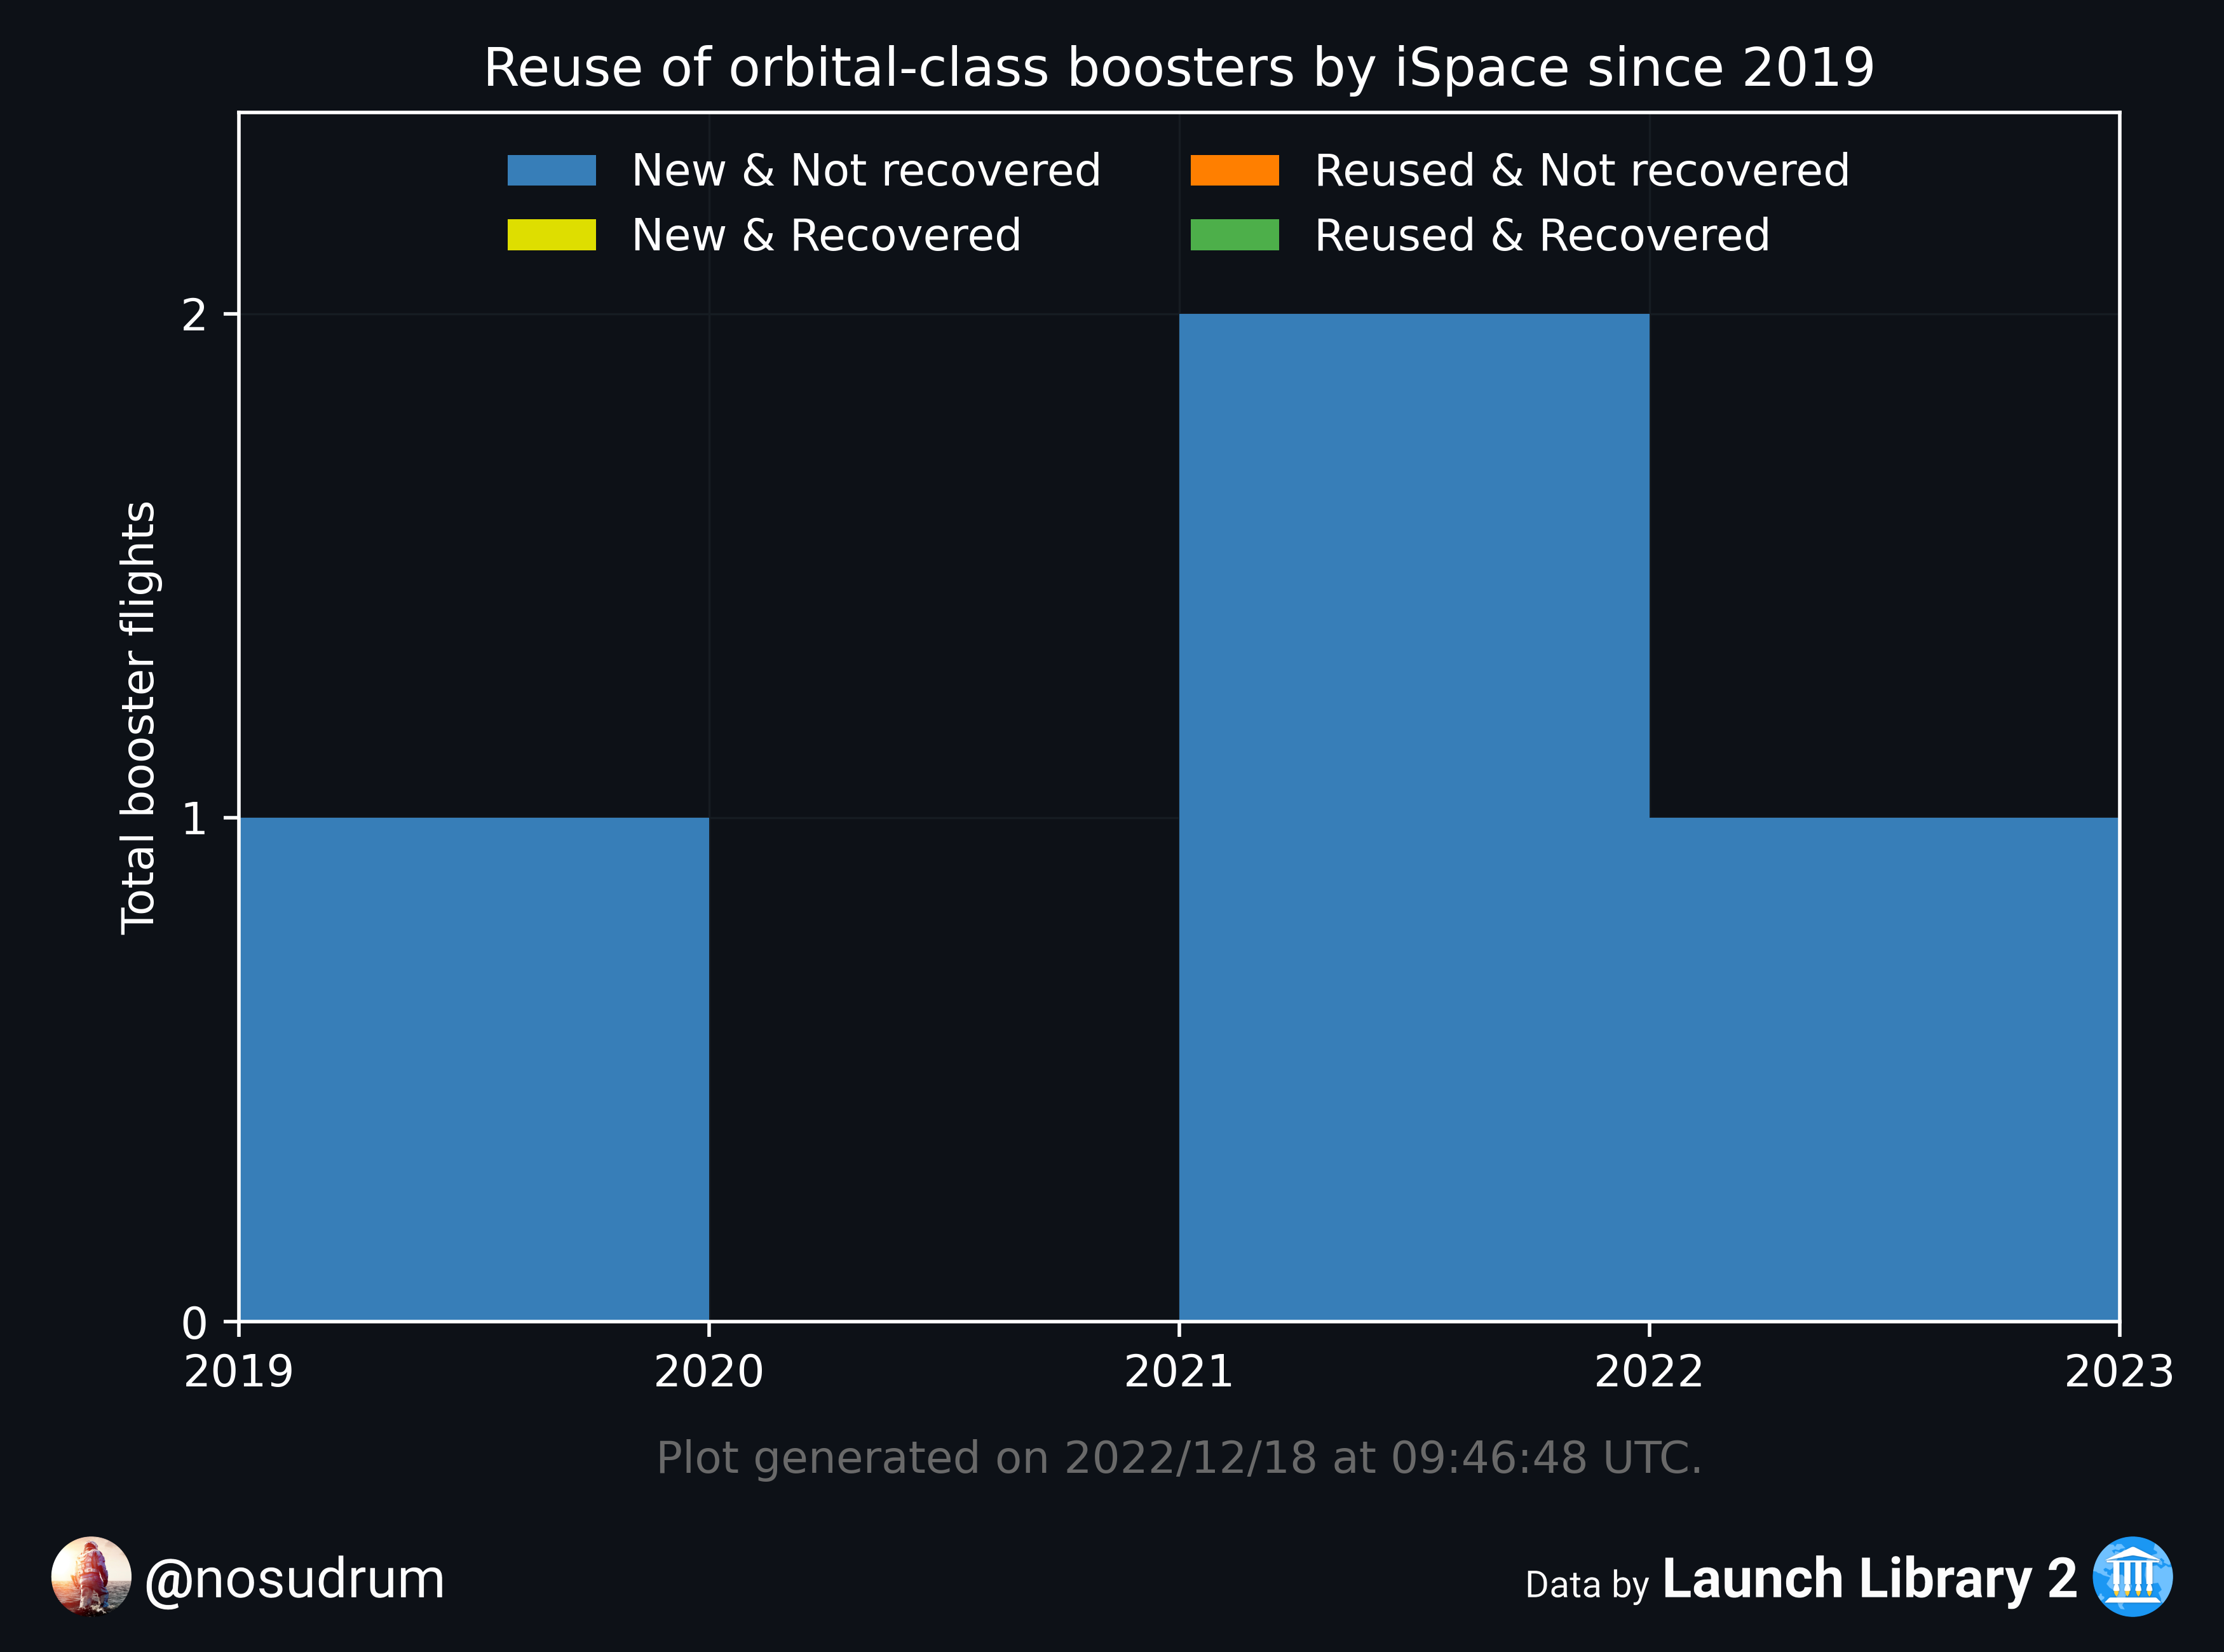 Reuse of orbital-class boosters by iSpace since 2019
New & Not recovered
New & Recovered
Reused & Not recovered
Reused & Recovered
Total booster flights
2
1
0
2019
2020
2021
2022
2023
Plot generated on 2022/12/18 at 09:46:48 UTC.
@nosudrum
Data by Launch Library 2